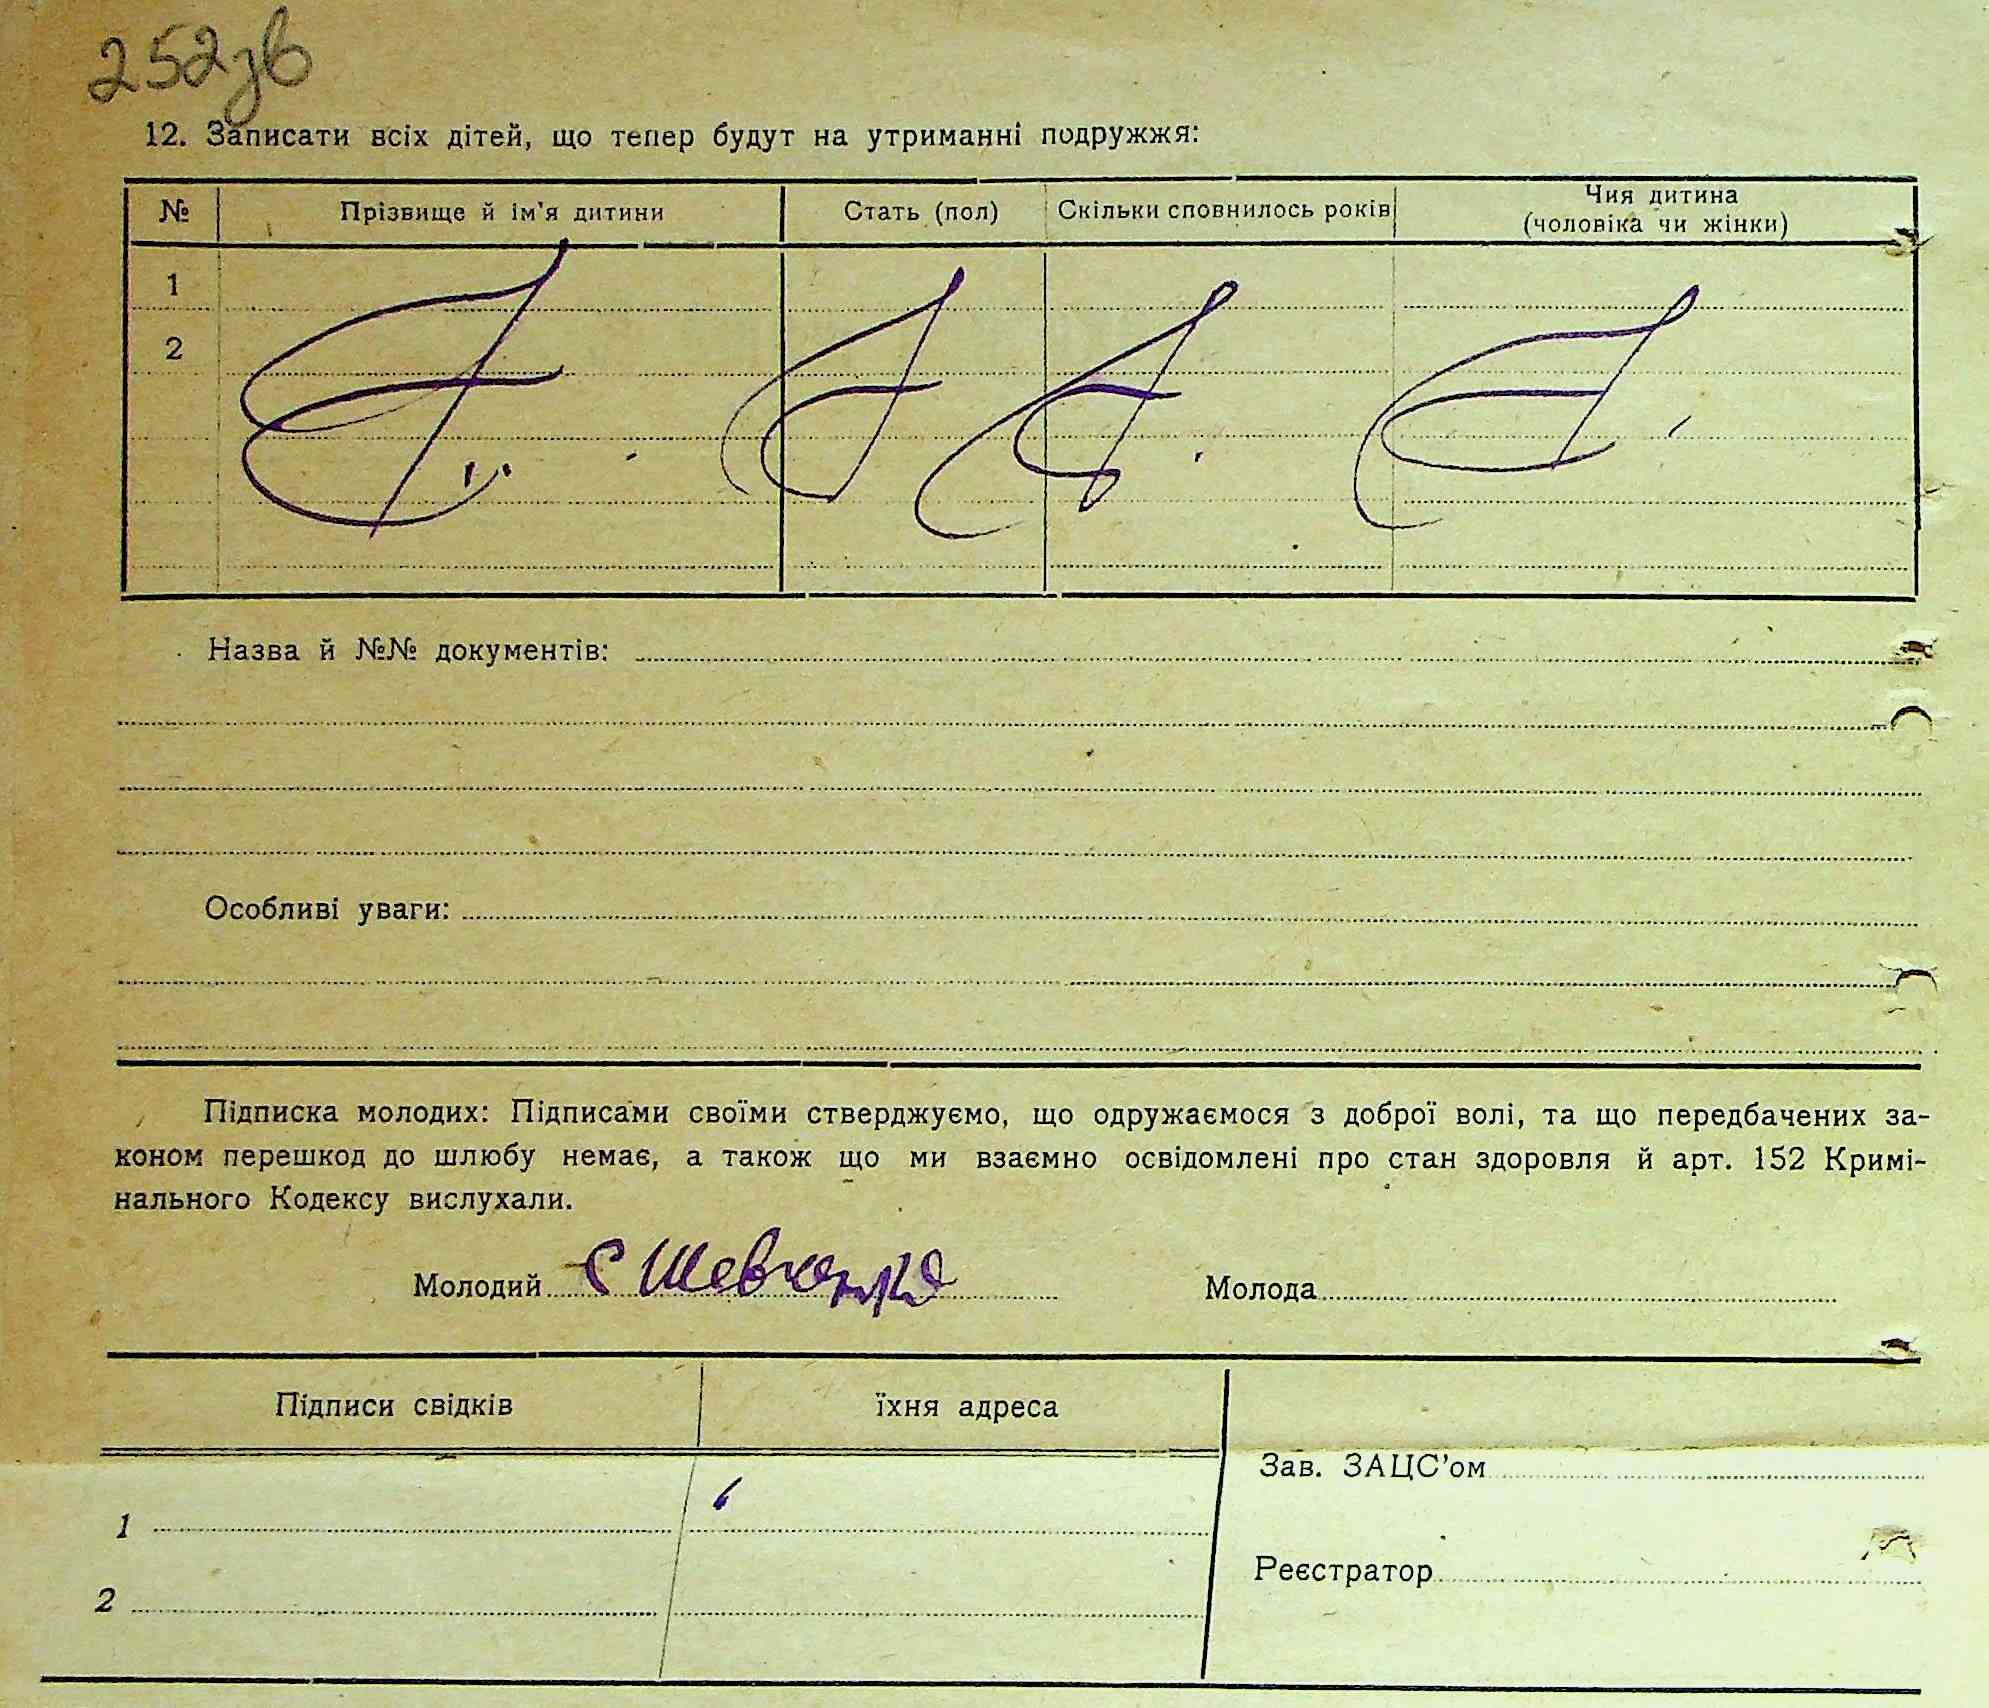 252зв
12. Записати всіх дітей, що тепер будут на утриманні подружжя:
№ Прізвище й ім'я дитини Стать (пол) Скільки сповнилось років Чия дитина (чоловіка чи жінки)
1
2
Назва й №№ документів:
Особливі уваги:
Підписка молодих: Підписами своїми стверджуємо, що одружаємося з доброї волі, та що передбачених за-
коном перешкод до шлюбу немає, а також що ми взаємно освідомлені про стан здоровля й арт. 152 Кримі-
нального Кодексу вислухали.
Молодий С Шевченко Молода
Підписи свідків їхня адреса
Зав. ЗАЦС'ом
1
Реєстратор
2